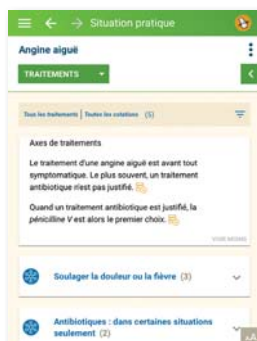 Situation pratique
Angine aiguë
TRAITEMENTS
Tous les traitements | Toutes les cotations (5)
Axes de traitements
Le traitement d'une angine aiguë est avant tout
symptomatique. Le plus souvent, un traitement
antibiotique n'est pas justifié.
Quand un traitement antibiotique est justifié, la
pénicilline V est alors le premier choix.
VOIR MOINS
Soulager la douleur ou la fièvre (3)
Antibiotiques : dans certaines situations
seulement (2)
AA